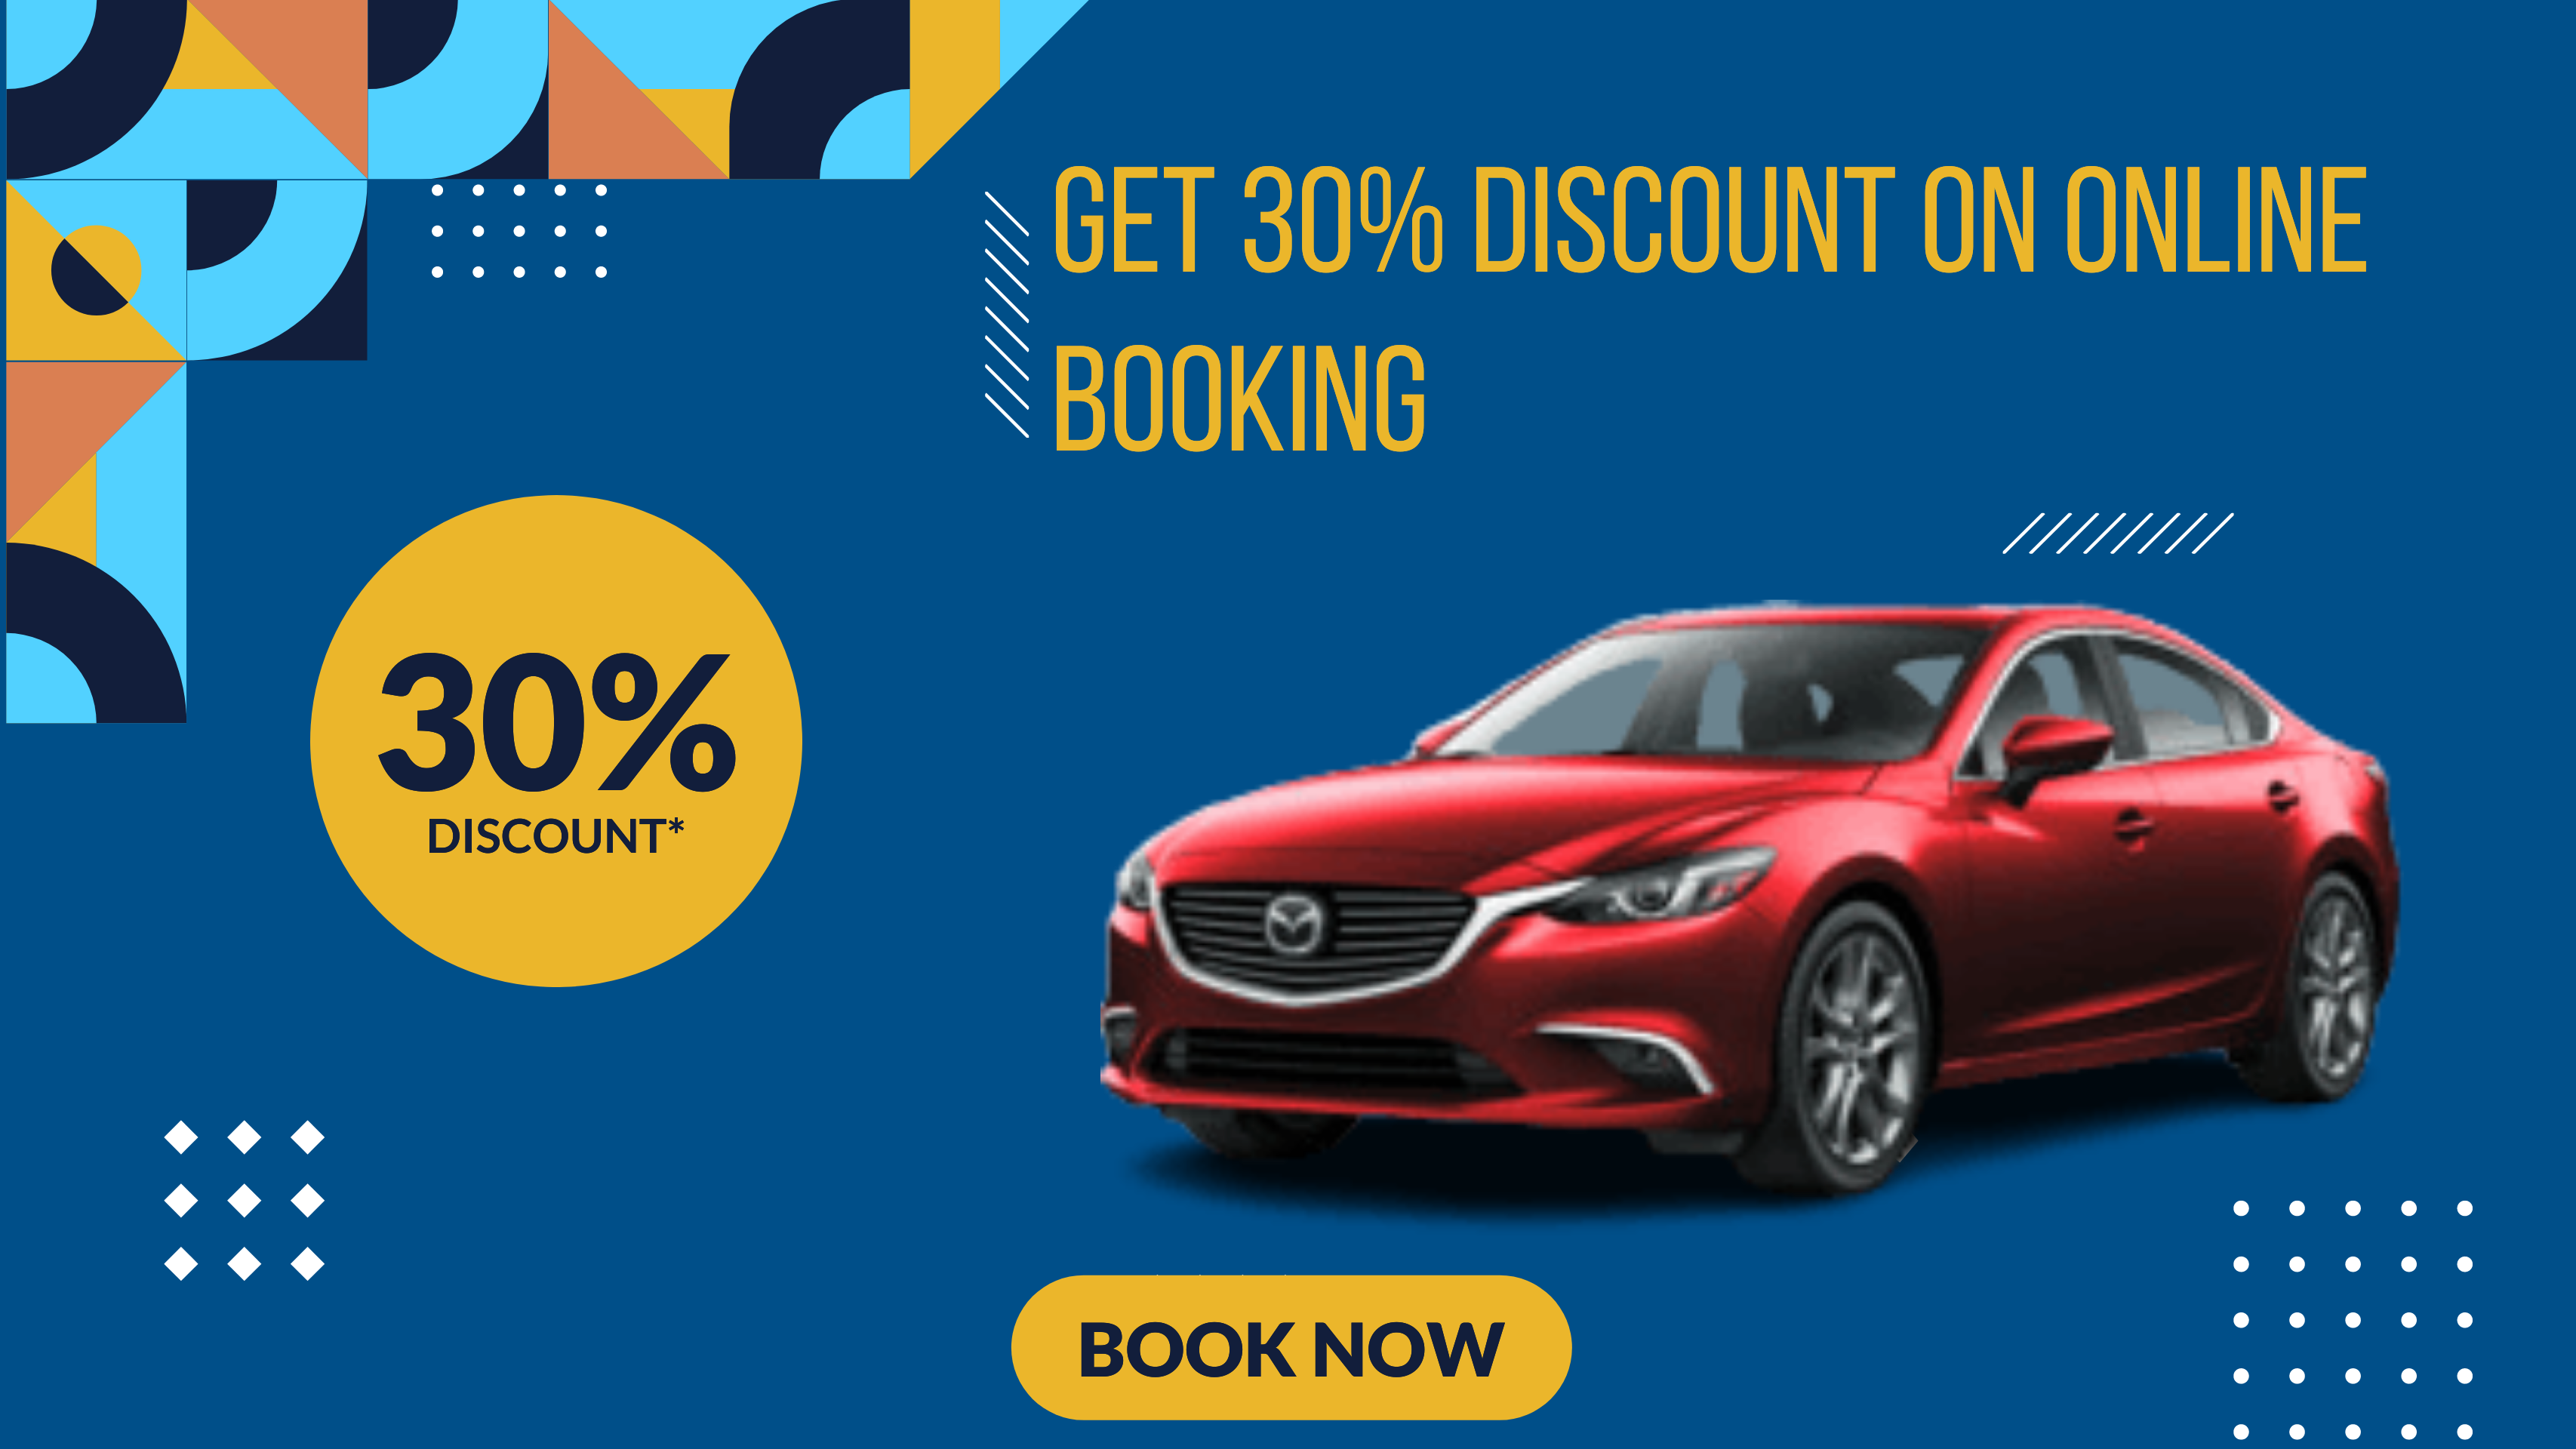 GET 30% DISCOUNT ON ONLINE
BOOKING
30%
DISCOUNT*
BOOK NOW